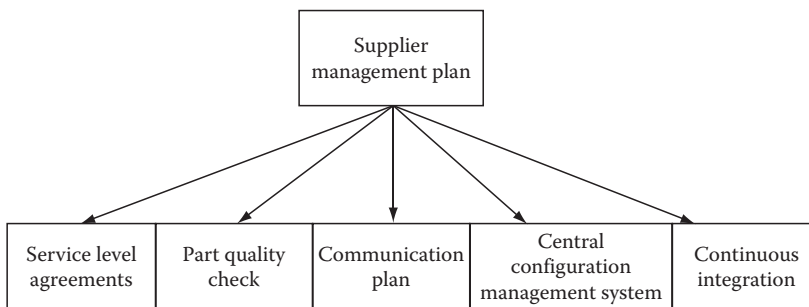 Supplier
management plan
Service level
agreements
Part quality
check
Communication
plan
Central
configuration
management system
Continuous
integration